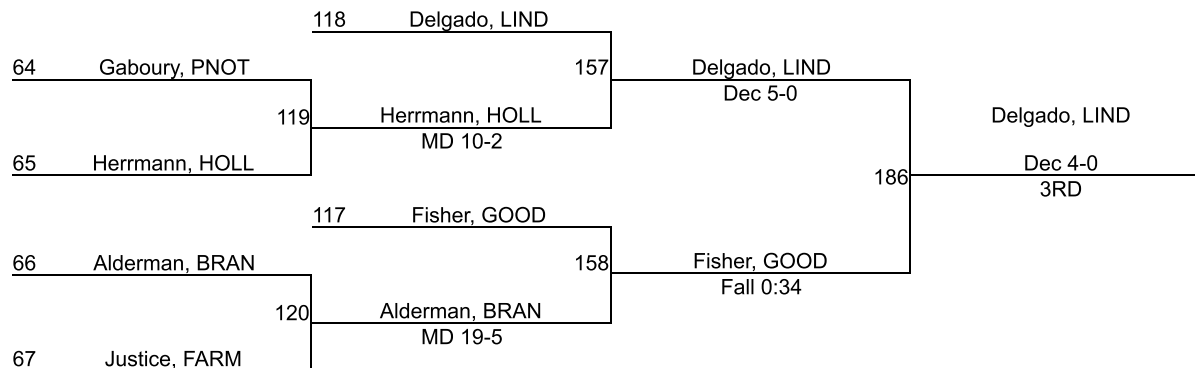 118 Delgado, LIND
64 Gaboury, PNOT
157
Delgado, LIND
Dec 5-0
119
Herrmann, HOLL
MD 10-2
Delgado, LIND
65 Herrmann, HOLL
186
Dec 4-0
3RD
117 Fisher, GOOD
66 Alderman, BRAN
158
Fisher, GOOD
Fall 0:34
120
Alderman, BRAN
MD 19-5
67 Justice, FARM